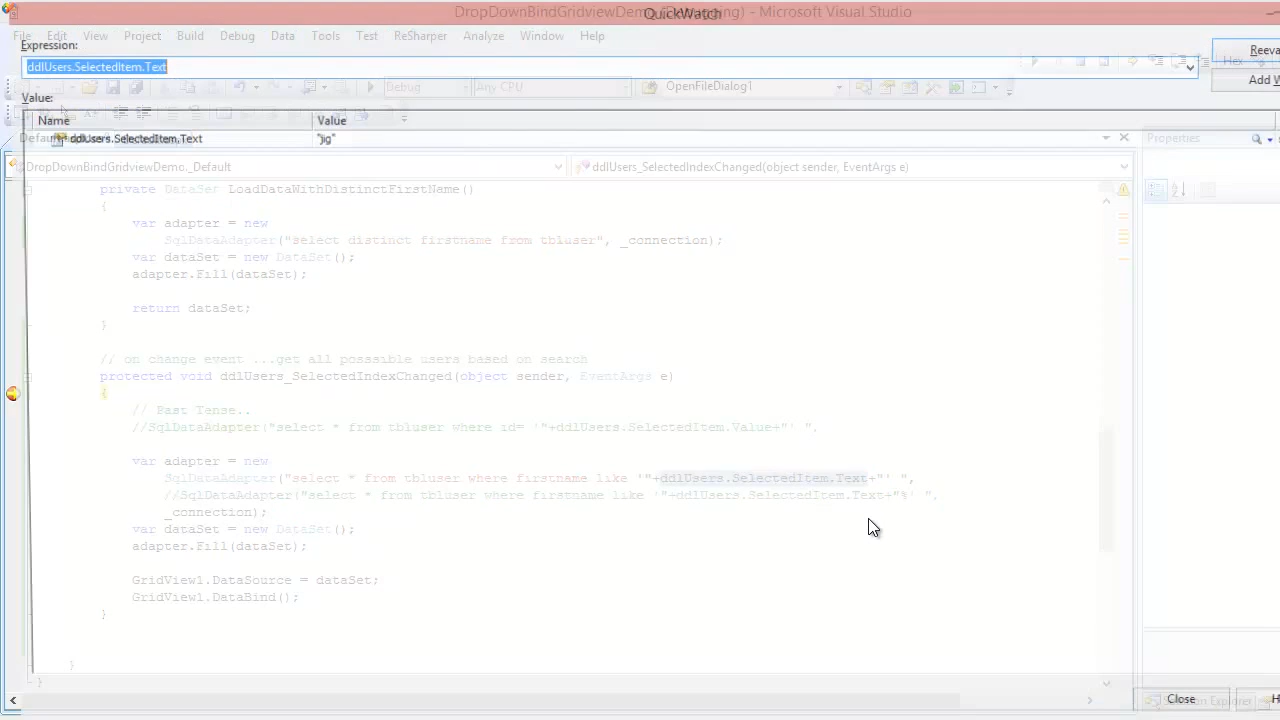 DropDownBindGridviewDemo - Microsoft Visual Studio
QuickWatch
File Edit View Project Build Debug Data Tools Test ReSharper Analyze Window Help
Expression:
Hex
ddlUsers.SelectedItem.Text
Debug Any CPU OpenFileDialog1
Value:
Name Value
ddlUsers.SelectedItem.Text "jig"
Properties
DropDownBindGridviewDemo._Default ddlUsers_SelectedIndexChanged(object sender, EventArgs e)
private DataSet LoadDataWithDistinctFirstName()
{
var adapter = new
SqlDataAdapter("select distinct firstname from tbluser", _connection);
var dataSet = new DataSet();
adapter.Fill(dataSet);
return dataSet;
}
// on change event ...get all posssible users based on search
protected void ddlUsers_SelectedIndexChanged(object sender, EventArgs e)
{
// Past Tanse..
//SqlDataAdapter("select * from tbluser where id= '"+ddlUsers.SelectedItem.Value+"' ",
var adapter = new
SqlDataAdapter("select * from tbluser where firstname like '"+ddlUsers.SelectedItem.Text+"' ",
//SqlDataAdapter("select * from tbluser where firstname like '"+ddlUsers.SelectedItem.Text+"%' ",
_connection);
var dataSet = new DataSet();
adapter.Fill(dataSet);
GridView1.DataSource = dataSet;
GridView1.DataBind();
}
}
}
Close
Explorer